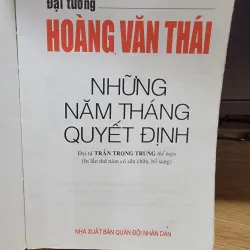 Đại tướng
HOÀNG VĂN THÁI
NHỮNG
NĂM THÁNG
QUYẾT ĐỊNH
Đại tá TRẦN TRỌNG TRUNG thể hiện
(In lần thứ năm có sửa chữa, bổ sung)
NHÀ XUẤT BẢN QUÂN ĐỘI NHÂN DÂN